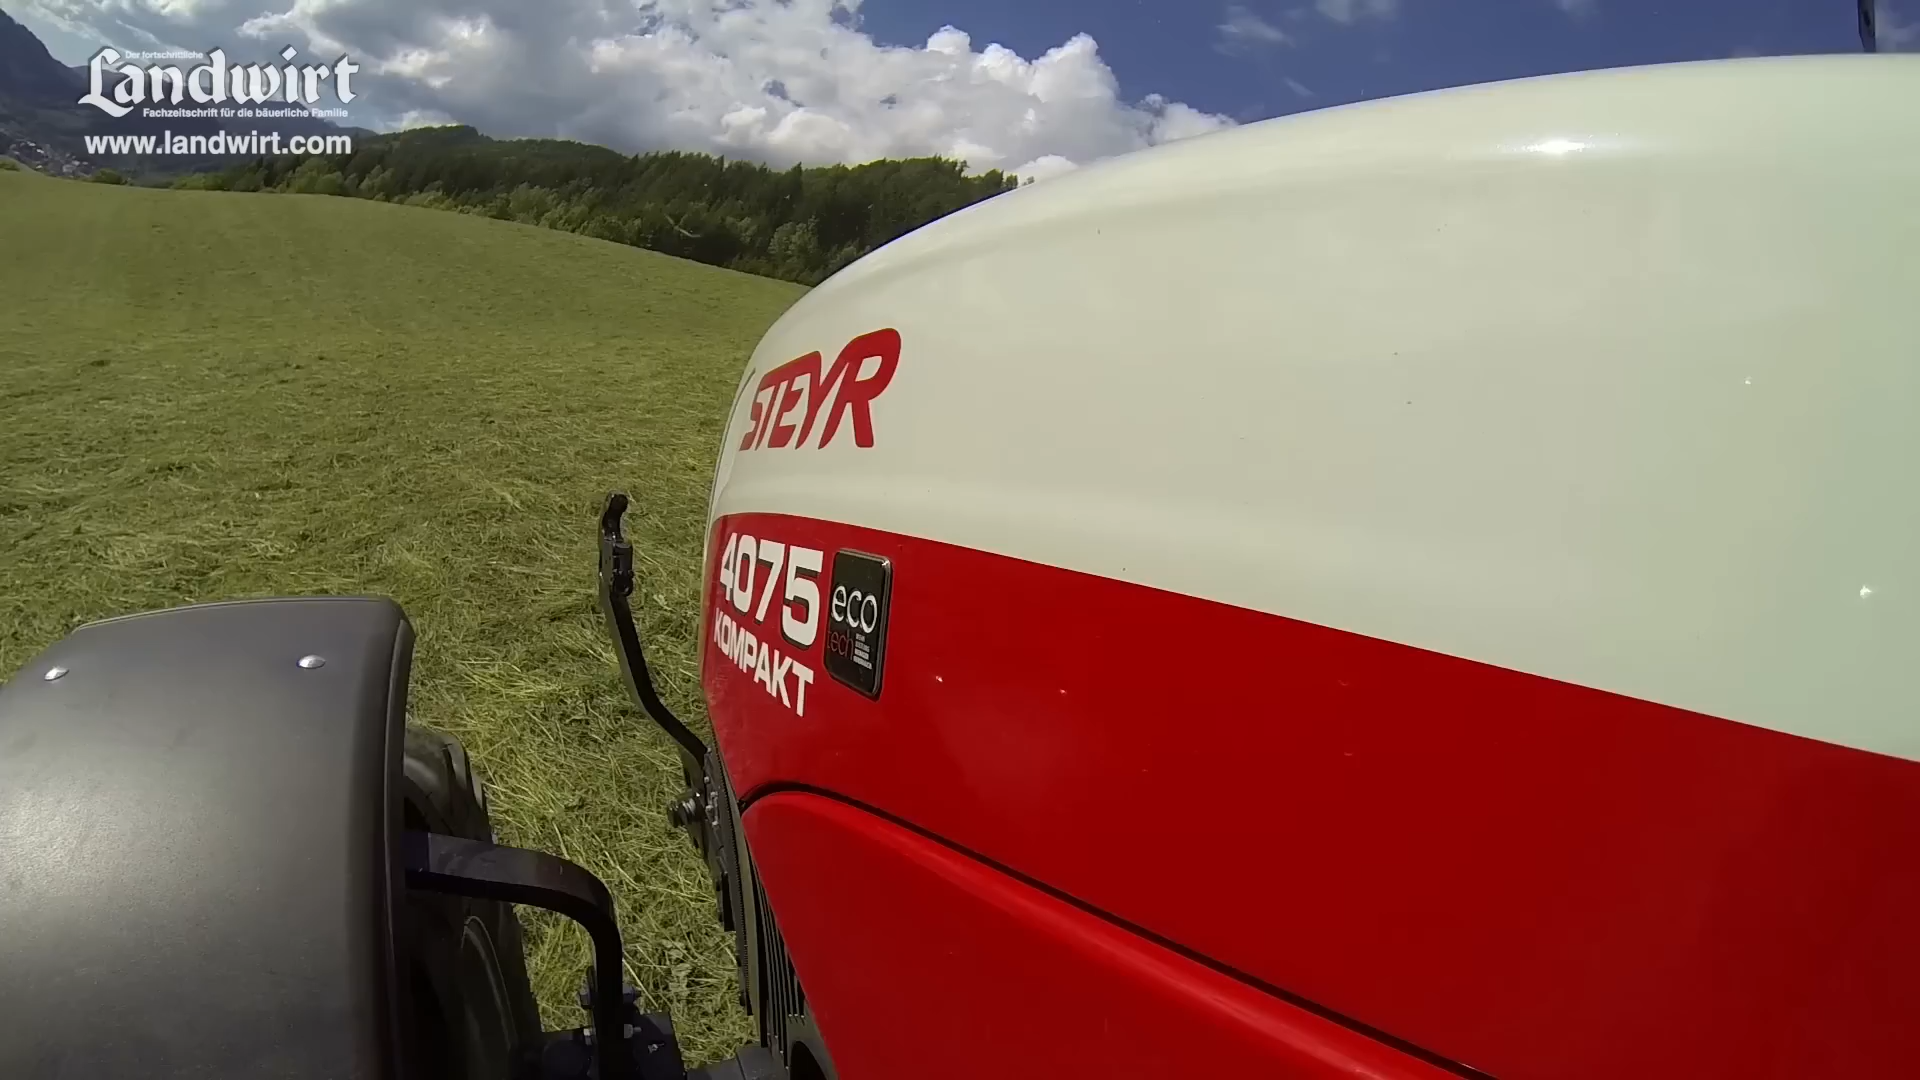 Der fortschrittliche
Landwirt
Fachzeitschrift für die bäuerliche Familie
www.landwirt.com
STEYR
4075
KOMPAKT
eco
tech